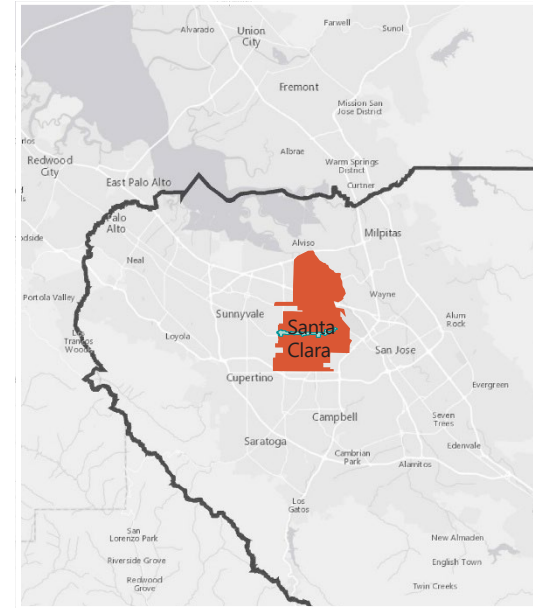 Alvarado
Union
City
Farwell
Sunol
Fremont
Mission San
Jose District
Albrae
Redwood
City
Warm Springs
District
East Palo Alto
Curtner
Palo
Alto
Milpitas
Alviso
Neal
Wayne
Portola Valley
Sunnyvale
Santa
Clara
Alum
Rock
Los
Trancos
Woods
Loyola
San Jose
Cupertino
Evergreen
Campbell
Seven
Trees
Saratoga
Edenvale
Cambrian
Park
Alamitos
Los
Gatos
San
Lorenzo Park
New Almaden
Riverside Grove
English Town
Redwood
Grove
Twin Creeks